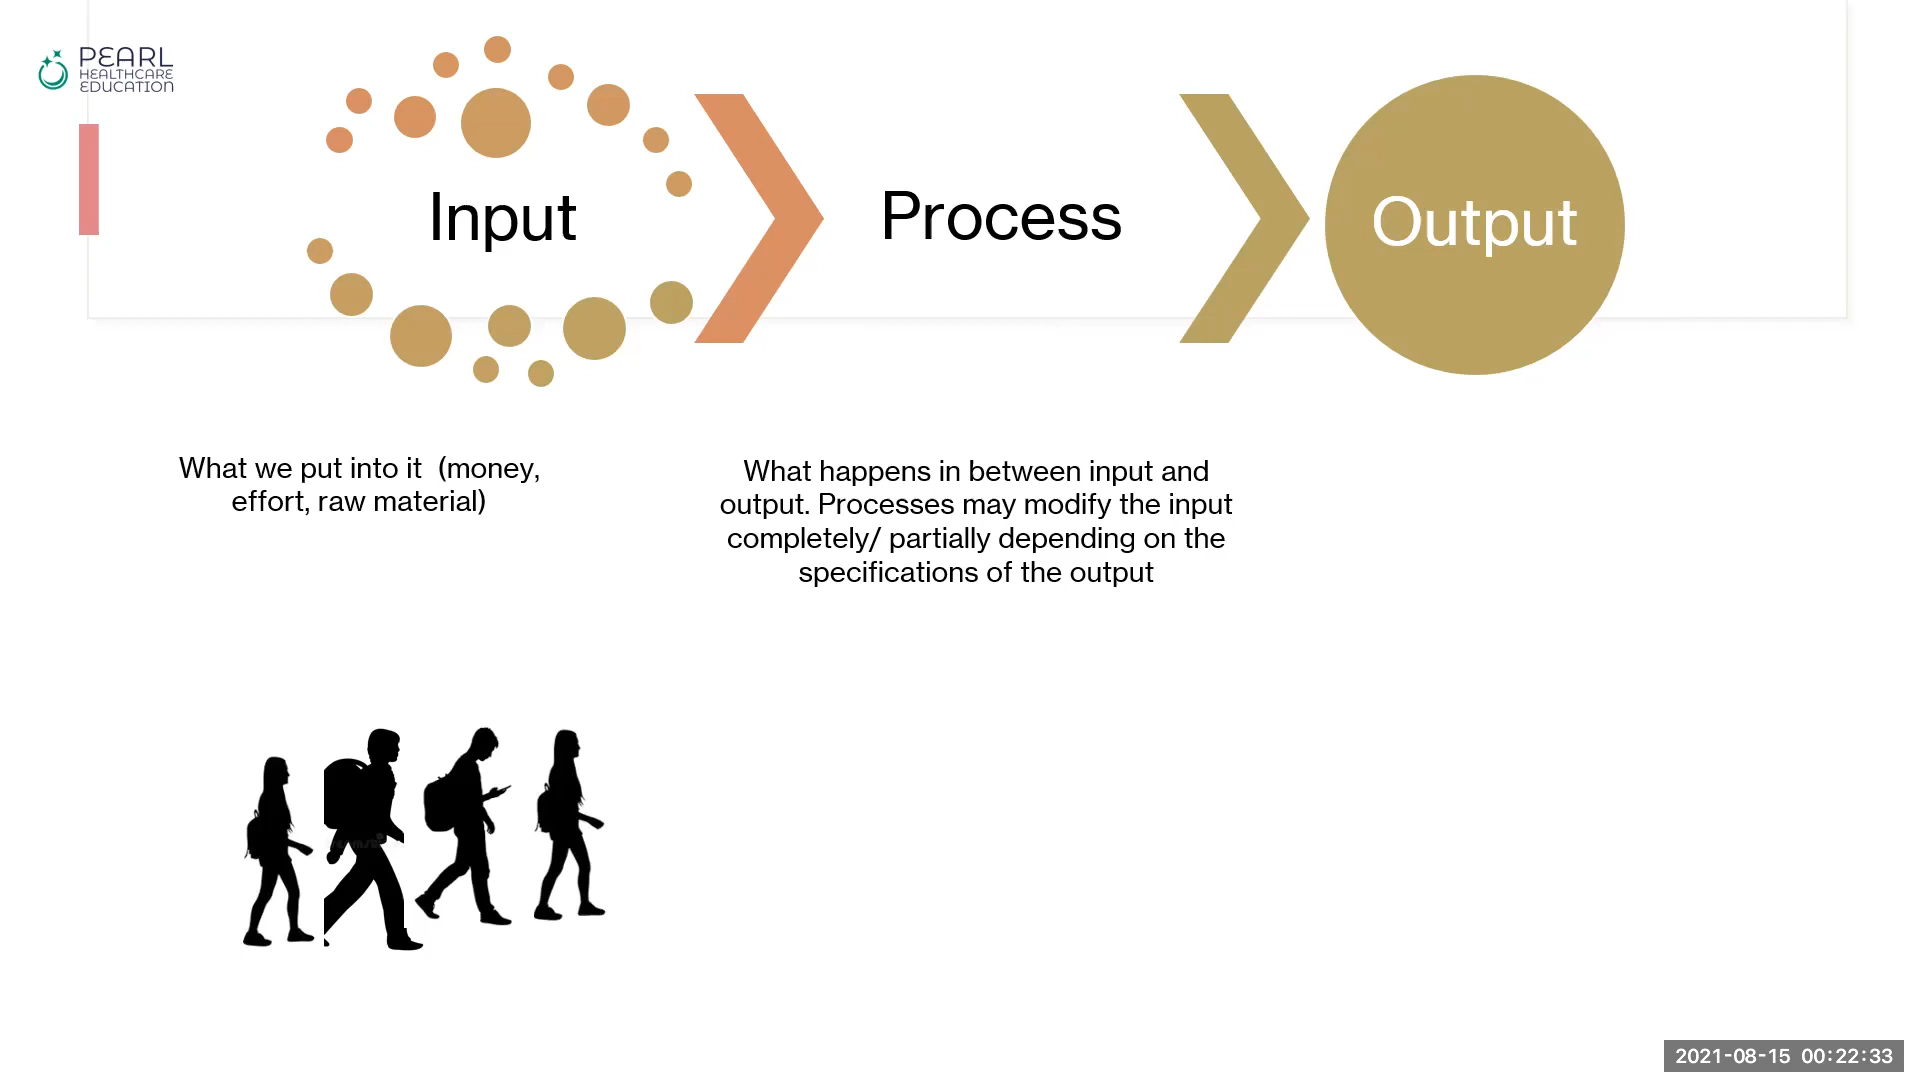 PEARL
HEALTHCARE
EDUCATION
Input
Process
Output
What we put into it (money,
effort, raw material)
What happens in between input and
output. Processes may modify the input
completely/ partially depending on the
specifications of the output
2021-08-15 00:22:33